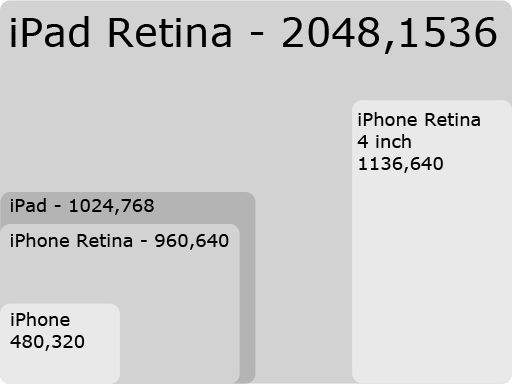 iPad Retina - 2048,1536
iPhone Retina
4 inch
1136,640
iPad - 1024,768
iPhone Retina - 960,640
iPhone
480,320